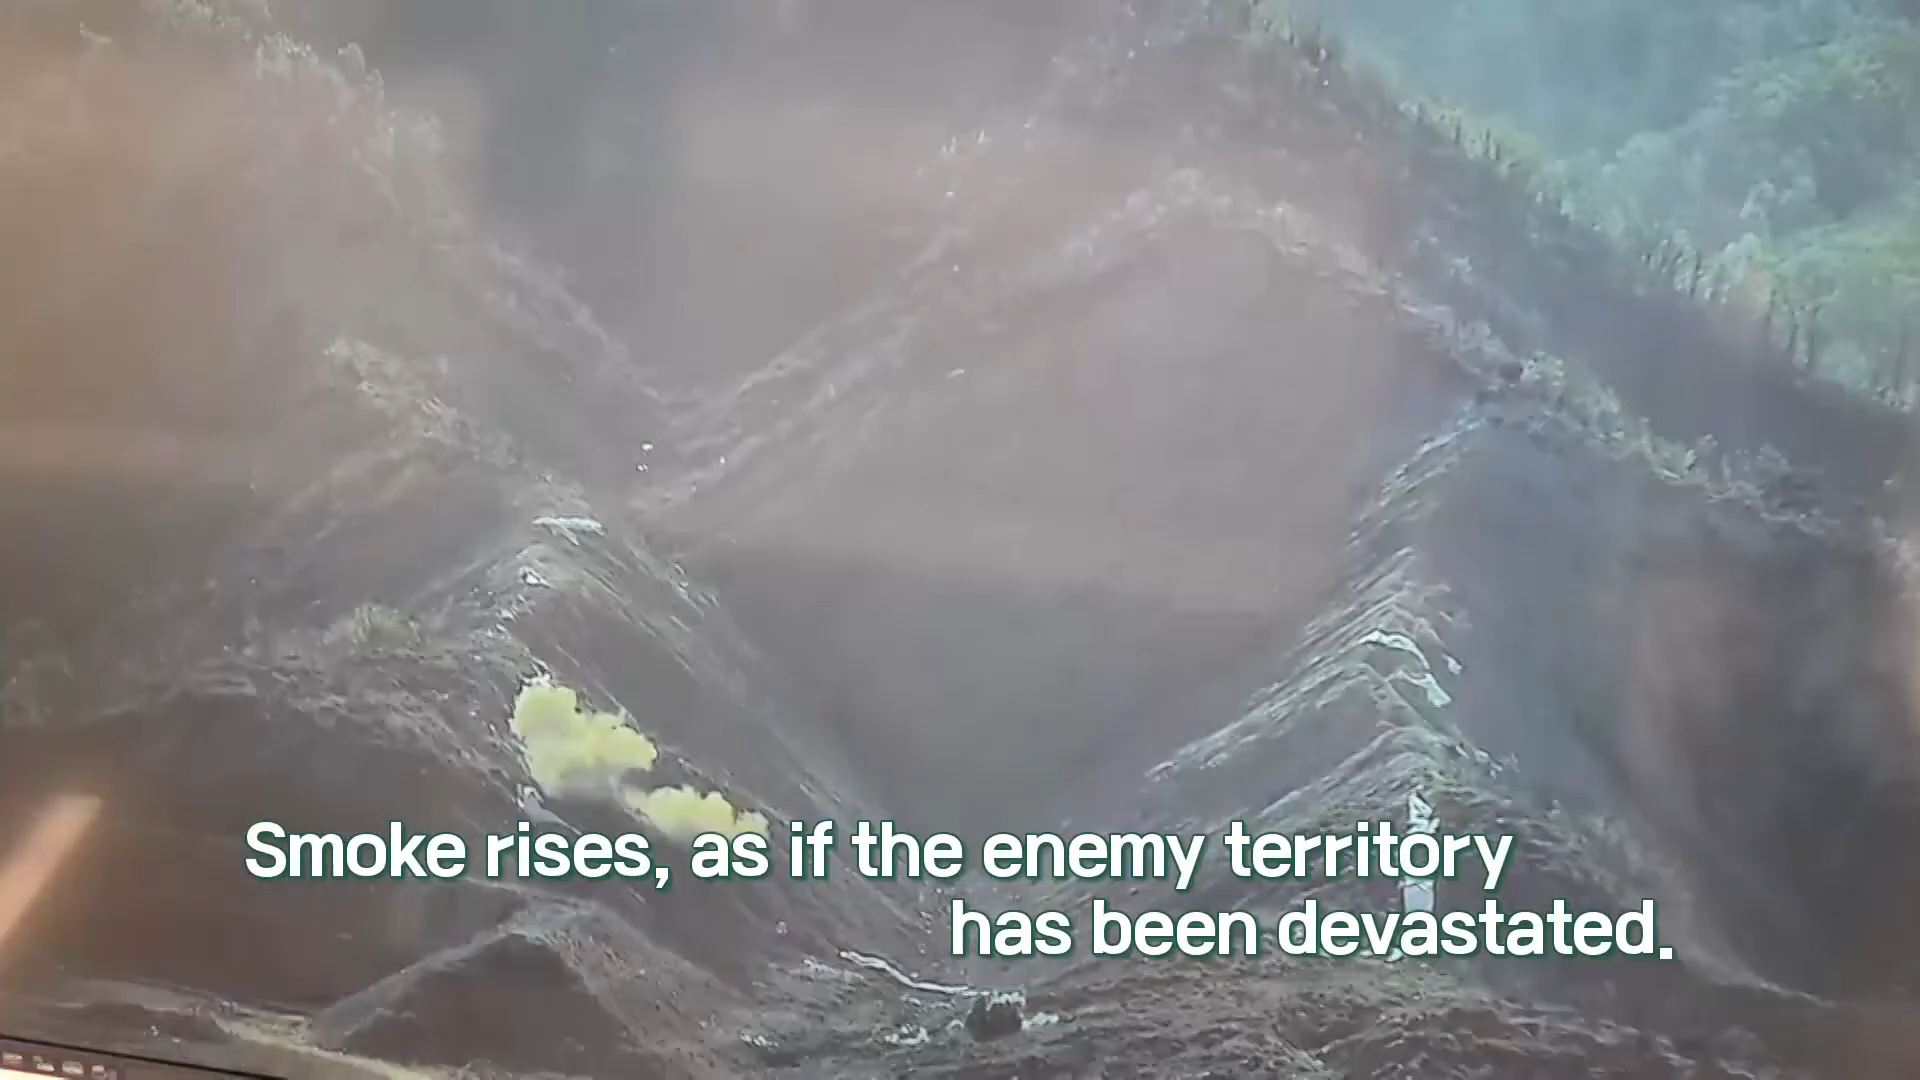 Smoke rises, as if the enemy territory
has been devastated.